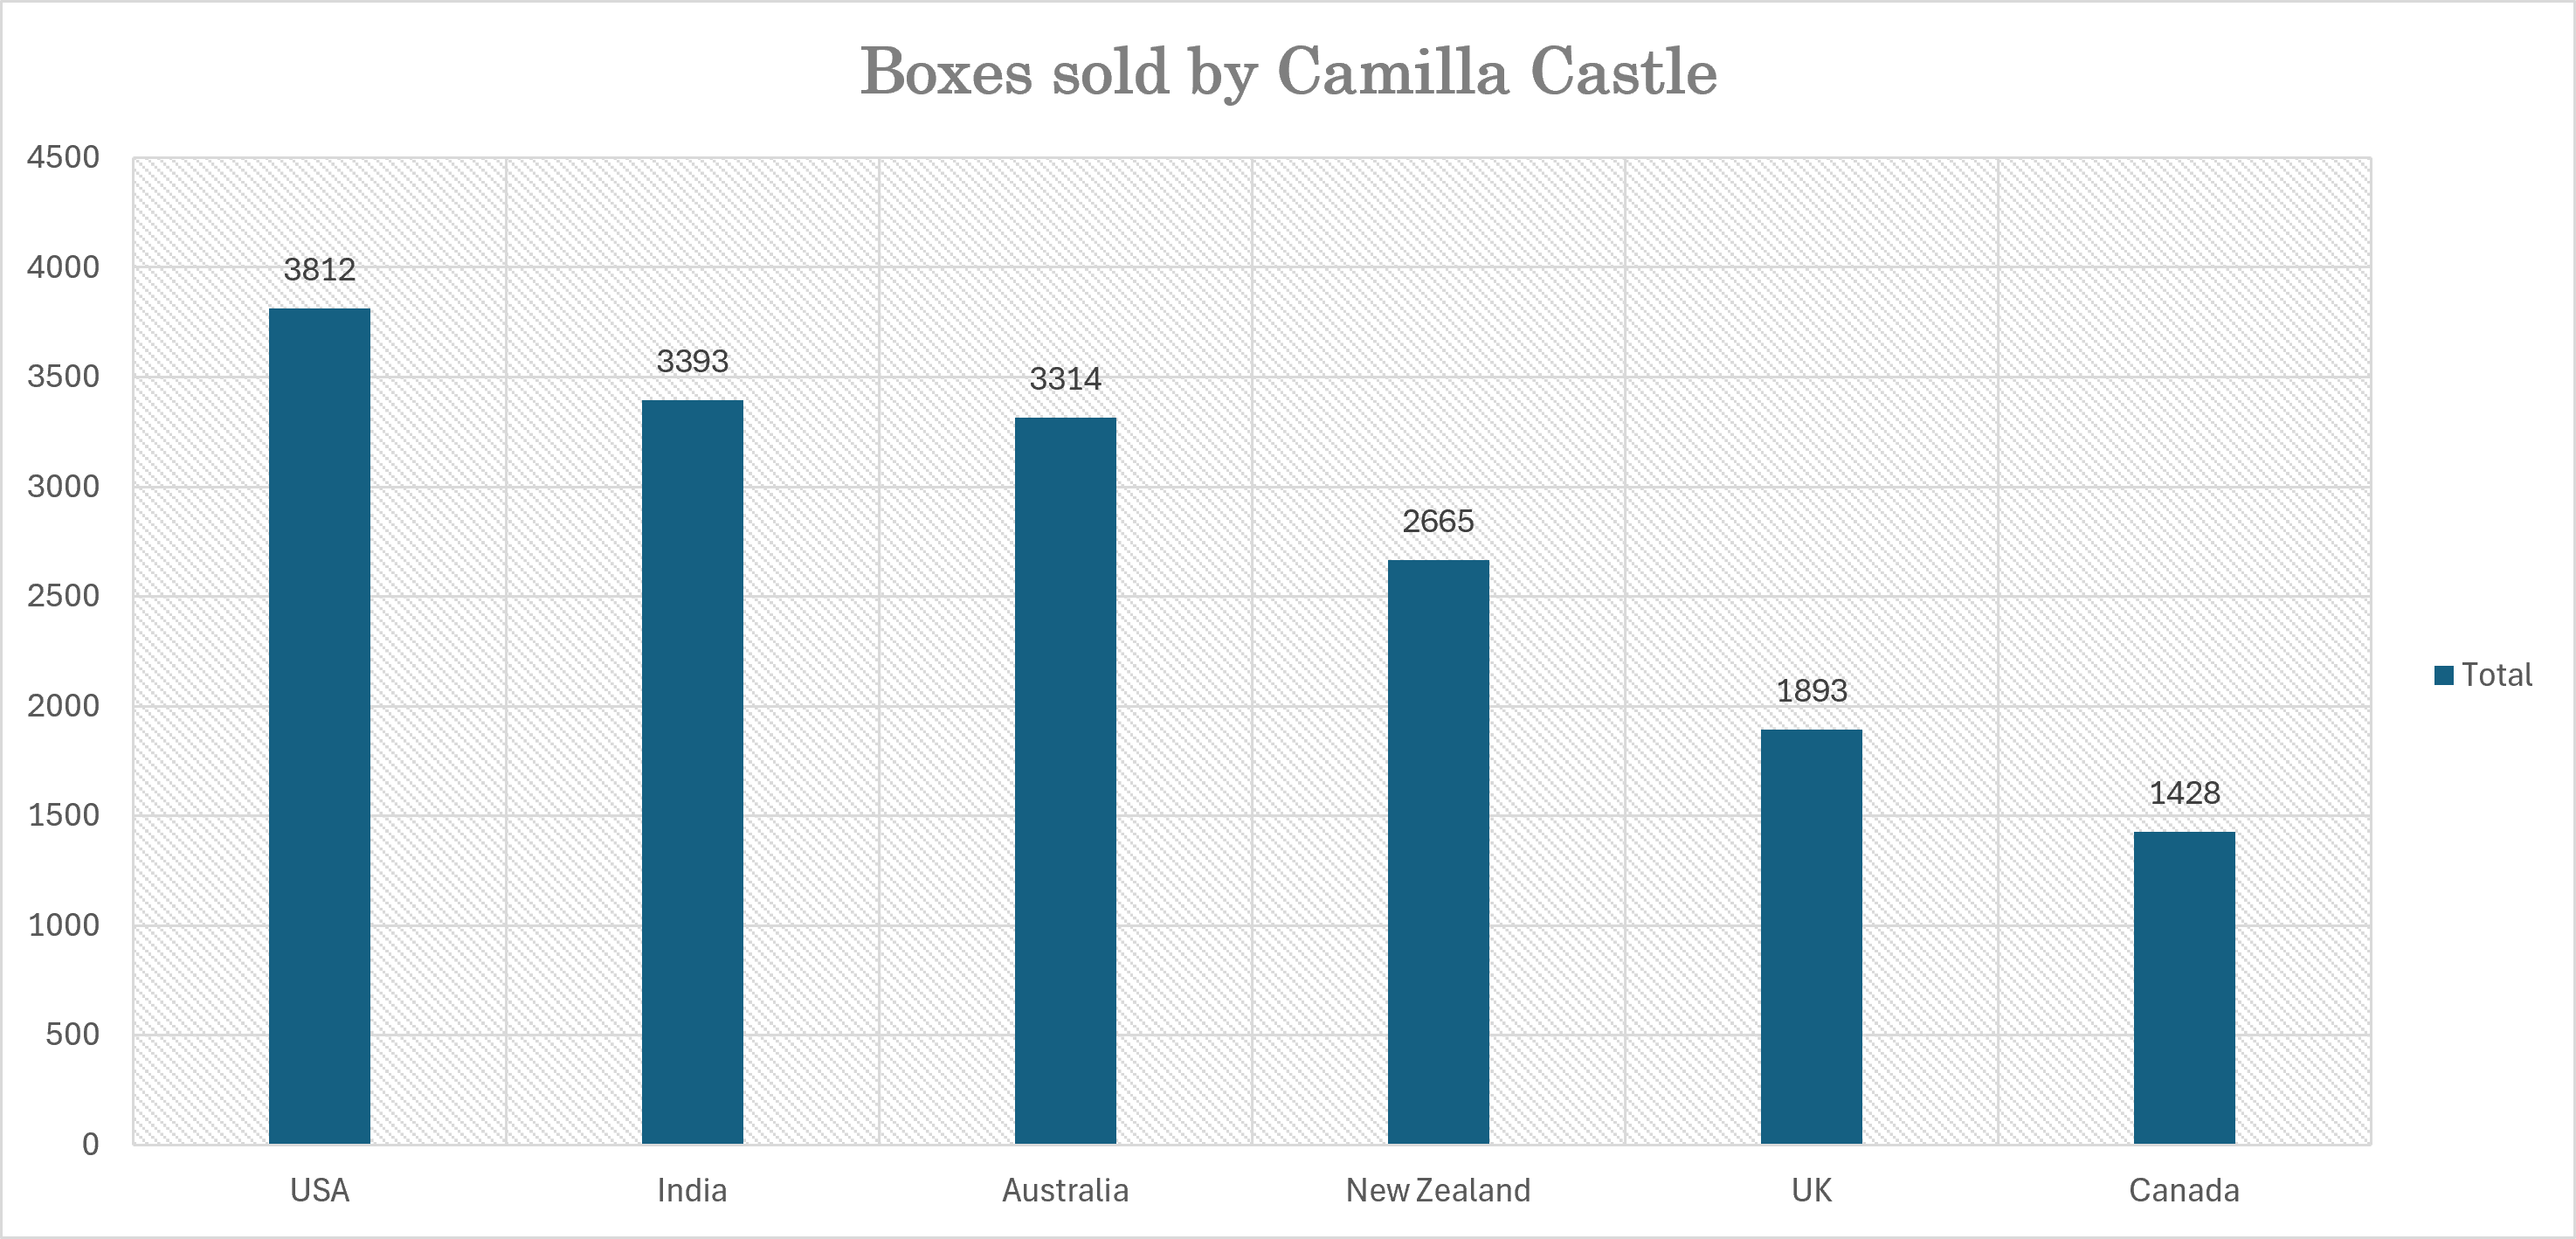 Boxes sold by Camilla Castle
4500
4000
3500
3000
2500
2000
1500
1000
500
0
3812
3393
3314
2665
1893
1428
USA
India
Australia
New Zealand
UK
Canada
Total